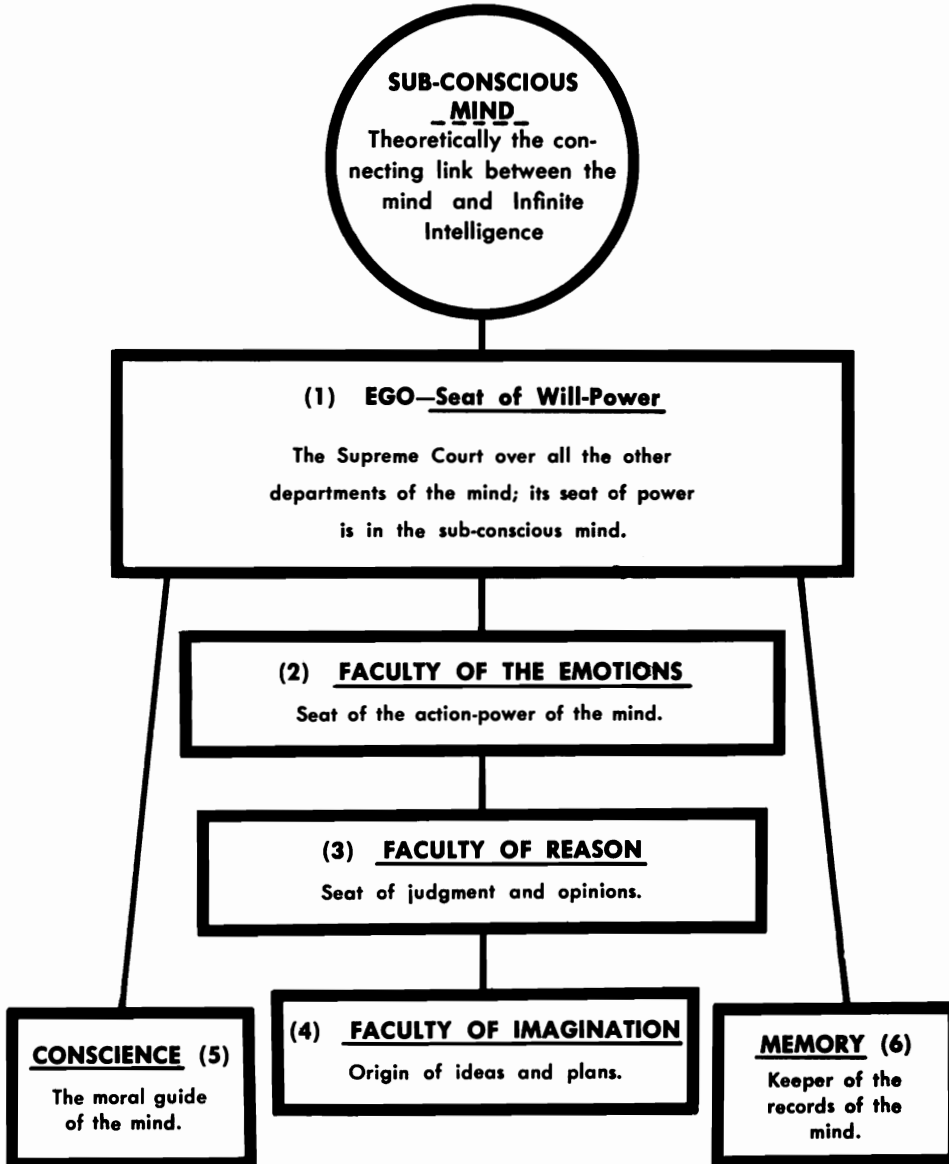 SUB-CONSCIOUS
MIND
Theoretically the con-
necting link between the
mind and Infinite
Intelligence
(1) EGO—Seat of Will-Power
The Supreme Court over all the other
departments of the mind; its seat of power
is in the sub-conscious mind.
(2) FACULTY OF THE EMOTIONS
Seat of the action-power of the mind.
(3) FACULTY OF REASON
Seat of judgment and opinions.
(4) FACULTY OF IMAGINATION
Origin of ideas and plans.
CONSCIENCE (5)
The moral guide
of the mind.
MEMORY (6)
Keeper of the
records of the
mind.